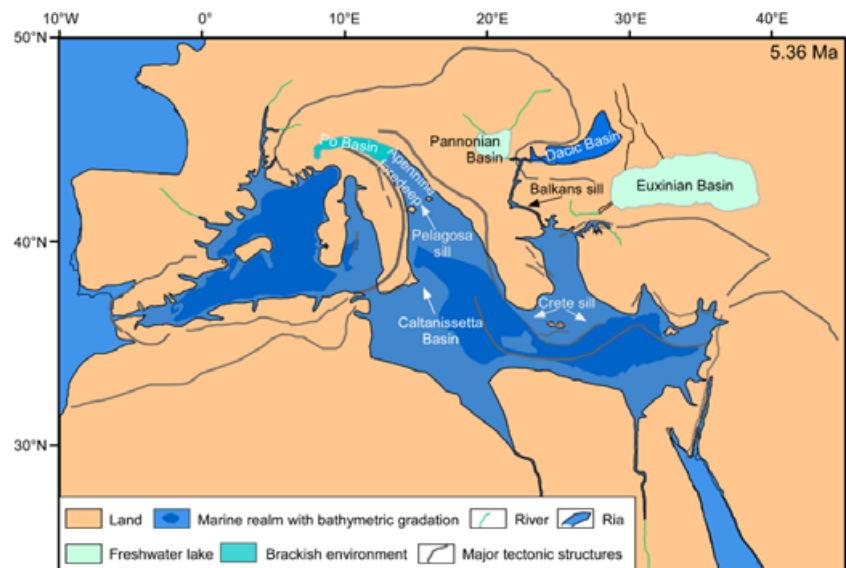 10°W 0° 10°E 20°E 30°E 40°E
50°N
5.36 Ma
Po Basin
Apennine
foredeep
Pannonian
Basin
Dacic Basin
Balkans sill
Euxinian Basin
40°N
Pelagosa
sill
Crete sill
Caltanissetta
Basin
30°N
Land
Marine realm with bathymetric gradation
River
Ria
Freshwater lake
Brackish environment
Major tectonic structures